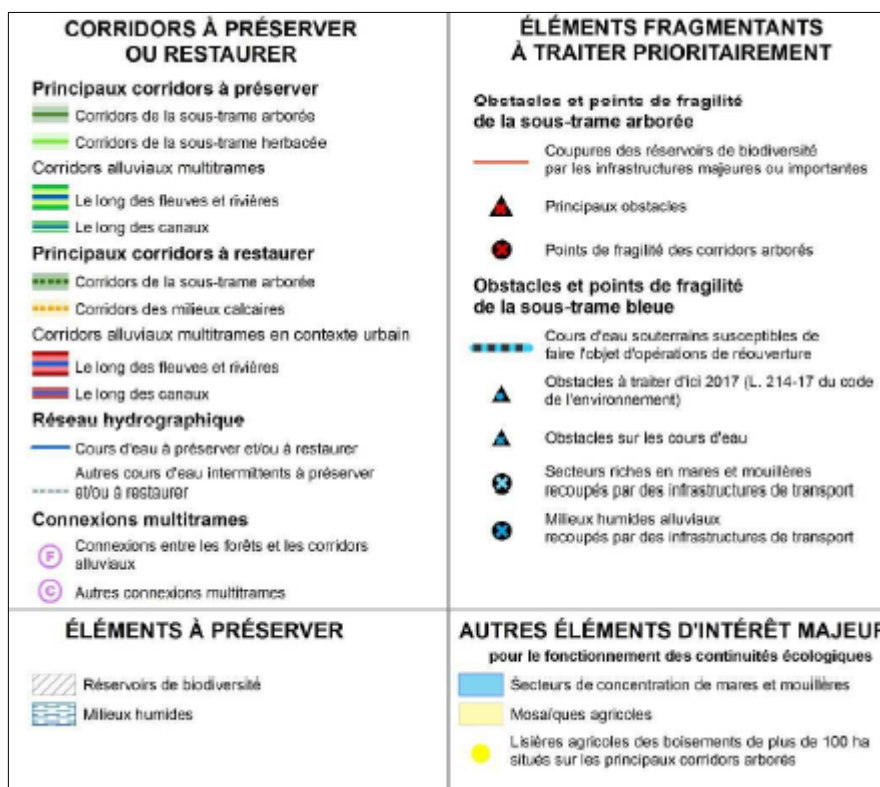 CORRIDORS À PRÉSERVER
OU RESTAURER
Principaux corridors à préserver
Corridors de la sous-trame arborée
Corridors de la sous-trame herbacée
Corridors alluviaux multitrames
Le long des fleuves et rivières
Le long des canaux
Principaux corridors à restaurer
Corridors de la sous-trame arborée
Corridors des milieux calcaires
Corridors alluviaux multitrames en contexte urbain
Le long des fleuves et rivières
Le long des canaux
Réseau hydrographique
Cours d'eau à préserver et/ou à restaurer
Autres cours d'eau intermittents à préserver
et/ou à restaurer
Connexions multitrames
F
Connexions entre les forêts et les corridors
alluviaux
C
Autres connexions multitrames
ÉLÉMENTS FRAGMENTANTS
À TRAITER PRIORITAIREMENT
Obstacles et points de fragilité
de la sous-trame arborée
Coupures des réservoirs de biodiversité
par les infrastructures majeures ou importantes
Principaux obstacles
Points de fragilité des corridors arborés
Obstacles et points de fragilité
de la sous-trame bleue
Cours d'eau souterrains susceptibles de
faire l'objet d'opérations de réouverture
Obstacles à traiter d'ici 2017 (L. 214-17 du code
de l'environnement)
Obstacles sur les cours d'eau
Secteurs riches en mares et mouillères
recoupés par des infrastructures de transport
Milieux humides alluviaux
recoupés par des infrastructures de transport
ÉLÉMENTS À PRÉSERVER
Réservoirs de biodiversité
Milieux humides
AUTRES ÉLÉMENTS D'INTÉRÊT MAJEUR
pour le fonctionnement des continuités écologiques
Secteurs de concentration de mares et mouillères
Mosaïques agricoles
Lisières agricoles des boisements de plus de 100 ha
situés sur les principaux corridors arborés